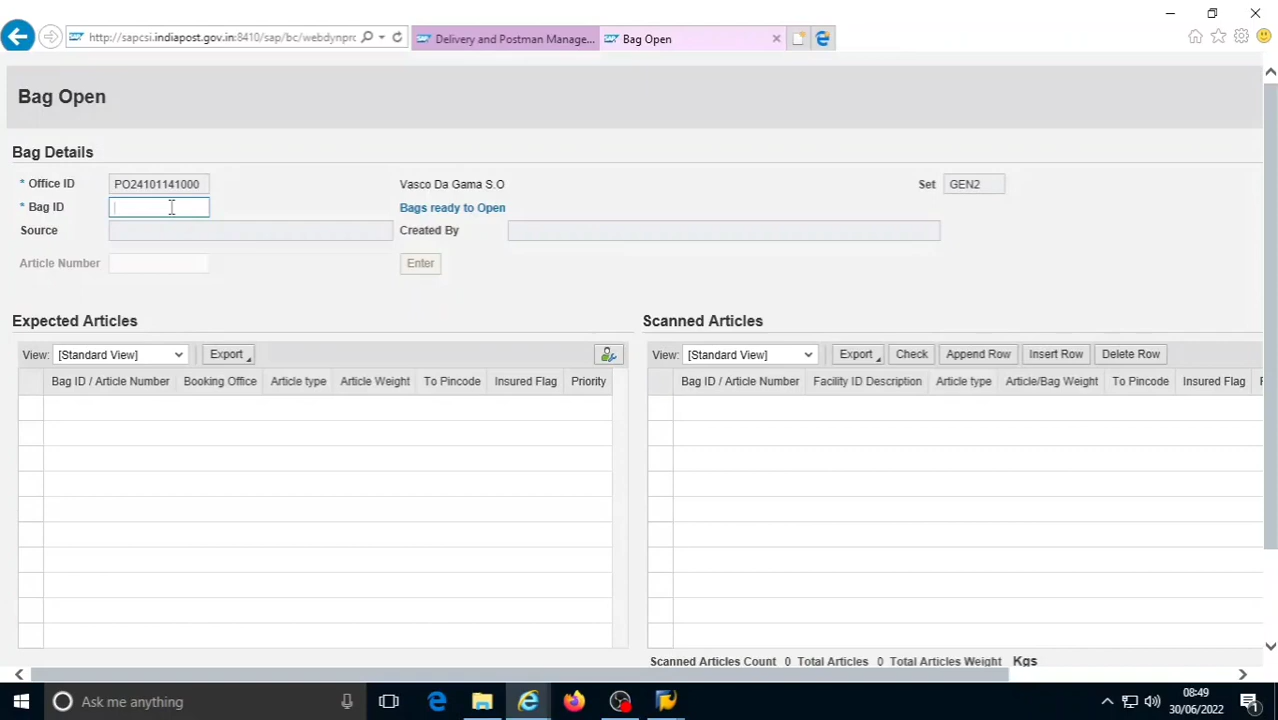 http://sapcsi.indiapost.gov.in:8410/sap/bc/webdynprc
Delivery and Postman Manage...
Bag Open
Bag Open
Bag Details
* Office ID PO24101141000 Vasco Da Gama S.O Set GEN2
* Bag ID Bags ready to Open
Source Created By
Article Number Enter
Expected Articles Scanned Articles
View: [Standard View] Export View: [Standard View] Export Check Append Row Insert Row Delete Row
Bag ID / Article Number Booking Office Article type Article Weight To Pincode Insured Flag Priority Bag ID / Article Number Facility ID Description Article type Article/Bag Weight To Pincode Insured Flag
Scanned Articles Count 0 Total Articles 0 Total Articles Weight Kgs
Ask me anything
08:49
30/06/2022
1